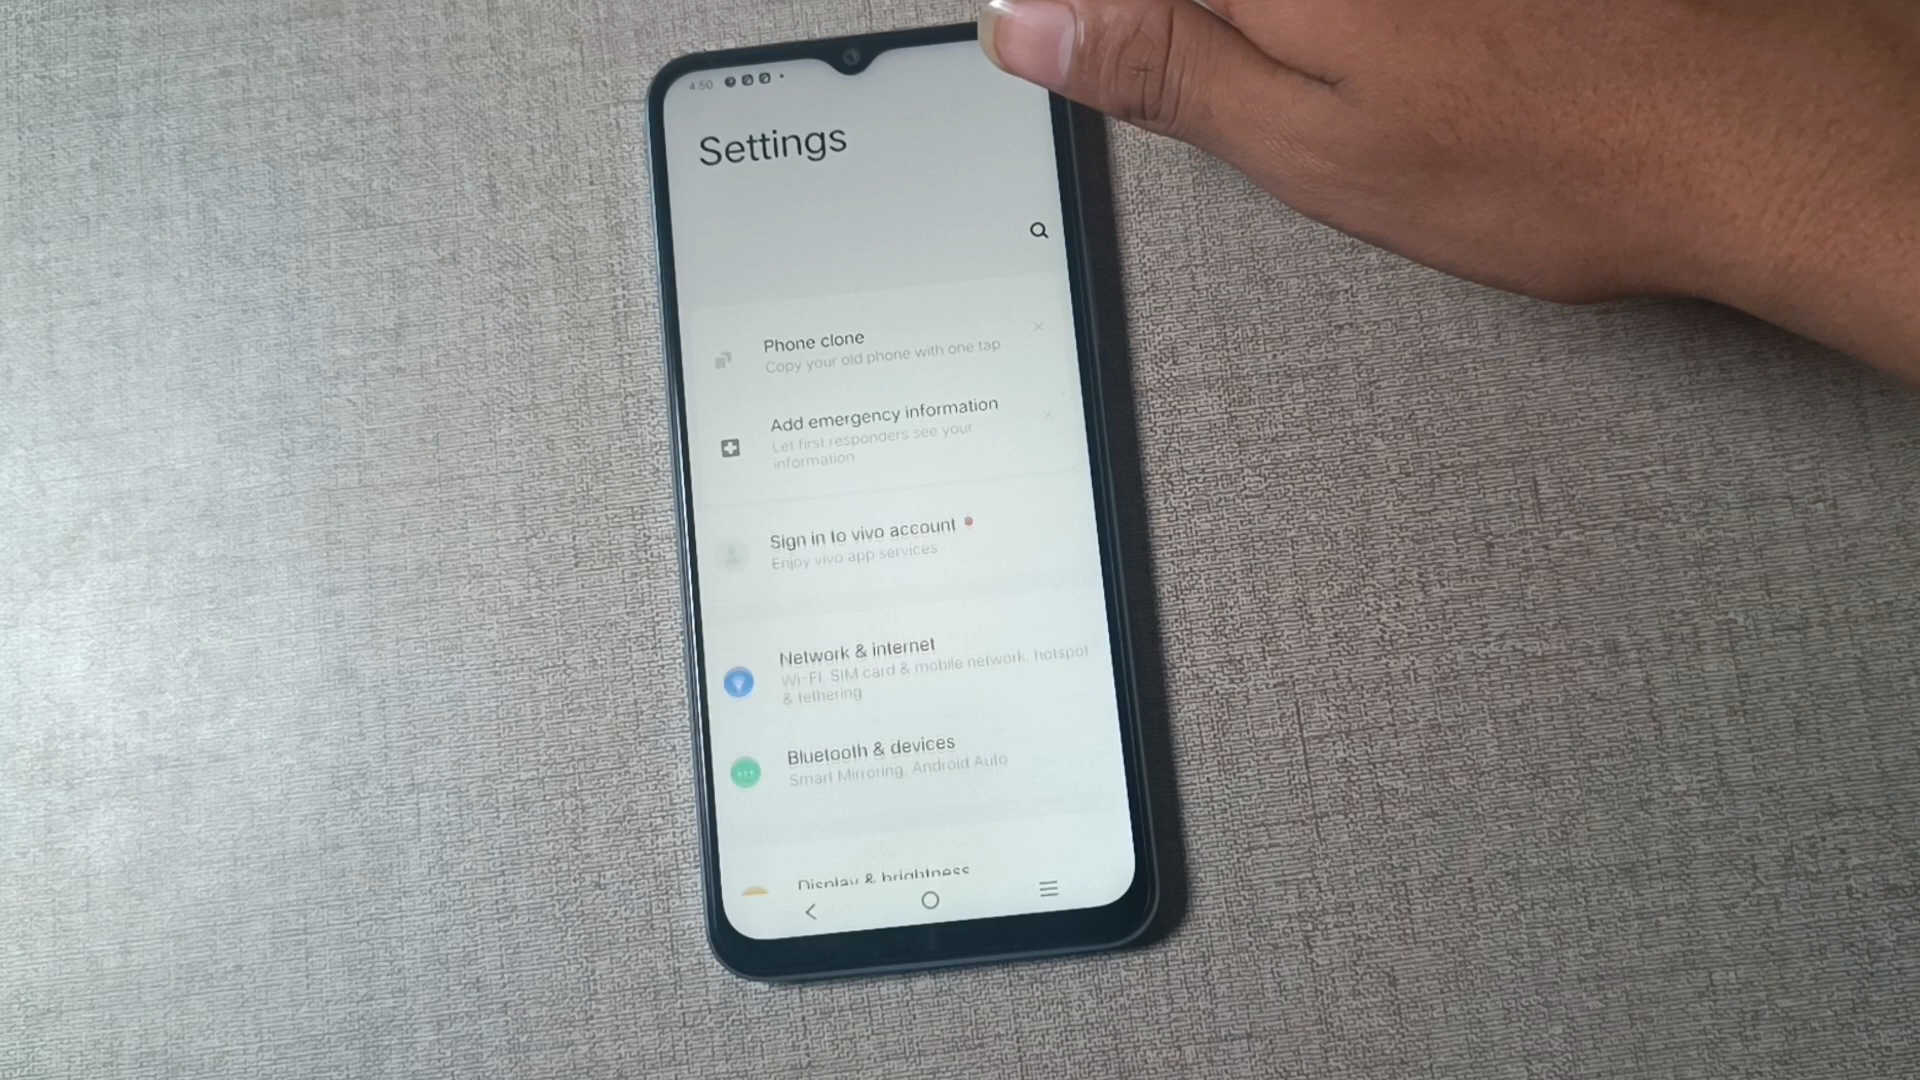 4:50
Settings
Phone clone
Copy your old phone with one tap
Add emergency information
Let first responders see your
information
Sign in to vivo account
Enjoy vivo app services
Network & internet
Wi-Fi, SIM card & mobile network, hotspot
& tethering
Bluetooth & devices
Smart Mirroring, Android Auto
Display & brightness